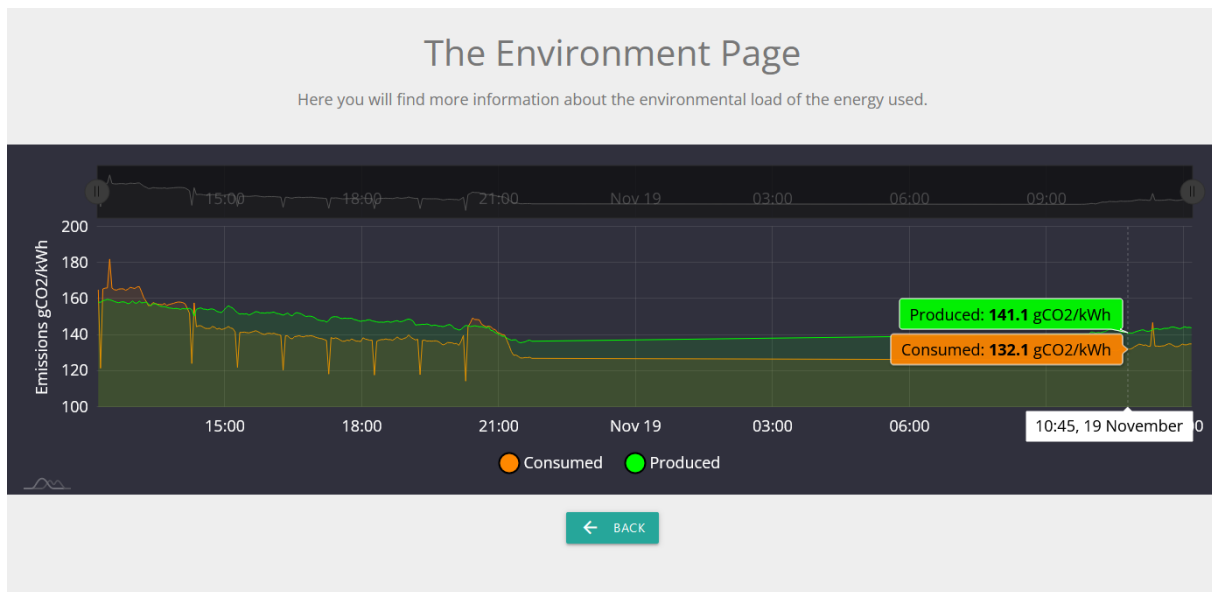 The Environment Page
Here you will find more information about the environmental load of the energy used.
15:00 18:00 21:00 Nov 19 03:00 06:00 09:00
Emissions gCO2/kWh
200
180
160
140
120
100
Produced: 141.1 gCO2/kWh
Consumed: 132.1 gCO2/kWh
15:00 18:00 21:00 Nov 19 03:00 06:00
10:45, 19 November
Consumed Produced
BACK